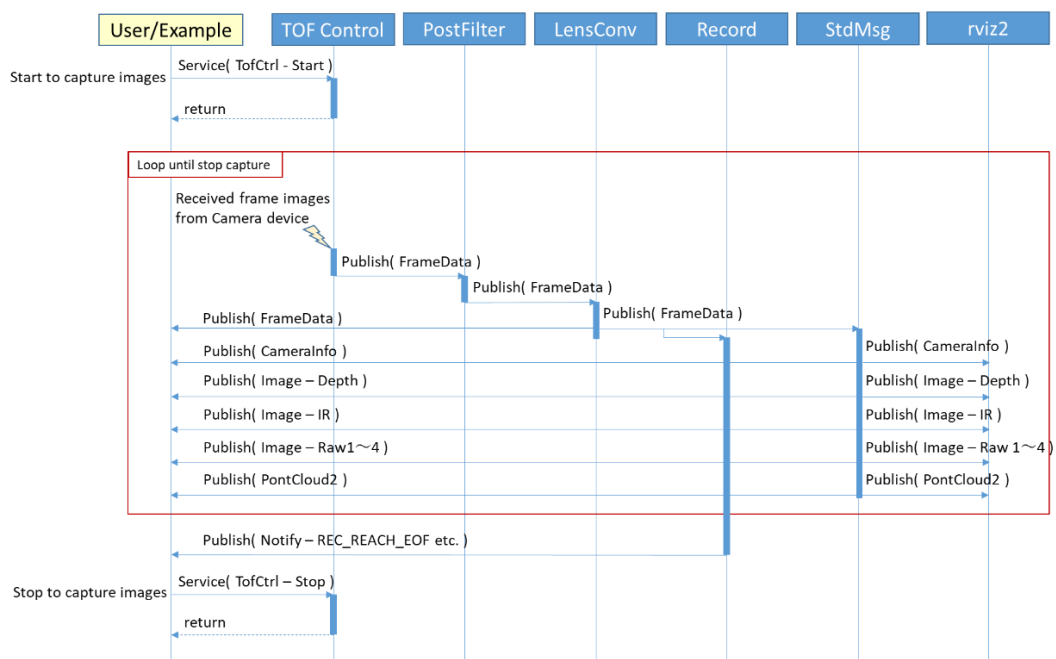 User/Example
TOF Control
PostFilter
LensConv
Record
StdMsg
rviz2
Start to capture images
Service( TofCtrl - Start )
return
Loop until stop capture
Received frame images
from Camera device
Publish( FrameData )
Publish( FrameData )
Publish( FrameData )
Publish( FrameData )
Publish( CameraInfo )
Publish( CameraInfo )
Publish( Image – Depth )
Publish( Image – Depth )
Publish( Image – IR )
Publish( Image – IR )
Publish( Image – Raw1～4 )
Publish( Image – Raw 1～4 )
Publish( PontCloud2 )
Publish( PontCloud2 )
Publish( Notify – REC_REACH_EOF etc. )
Stop to capture images
Service( TofCtrl – Stop )
return